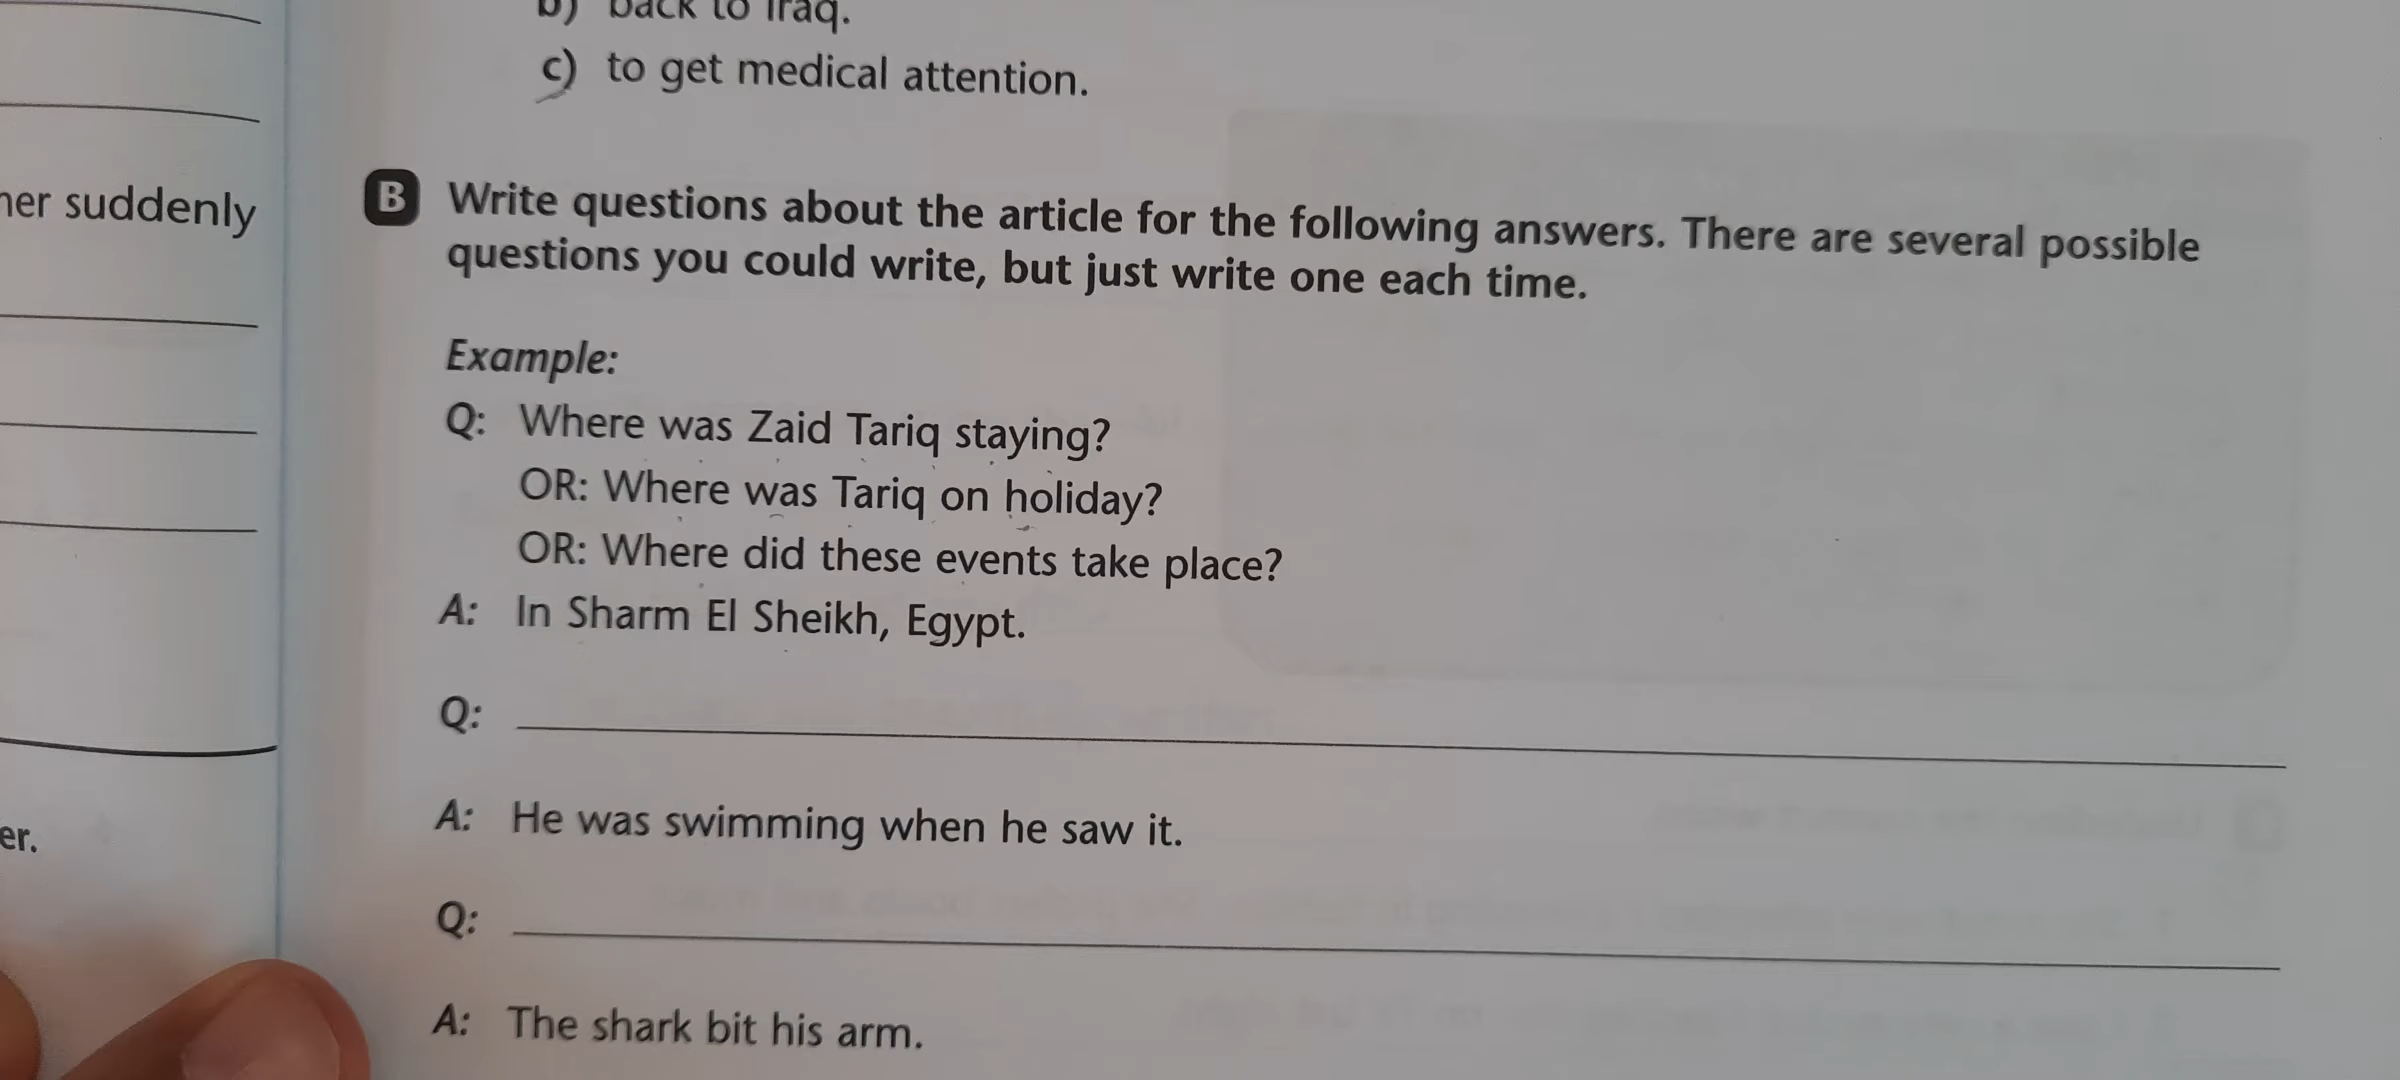 b) back to Iraq.
c) to get medical attention.
her suddenly
B Write questions about the article for the following answers. There are several possible
questions you could write, but just write one each time.
Example:
Q: Where was Zaid Tariq staying?
OR: Where was Tariq on holiday?
OR: Where did these events take place?
A: In Sharm El Sheikh, Egypt.
Q:
er.
A: He was swimming when he saw it.
Q:
A: The shark bit his arm.